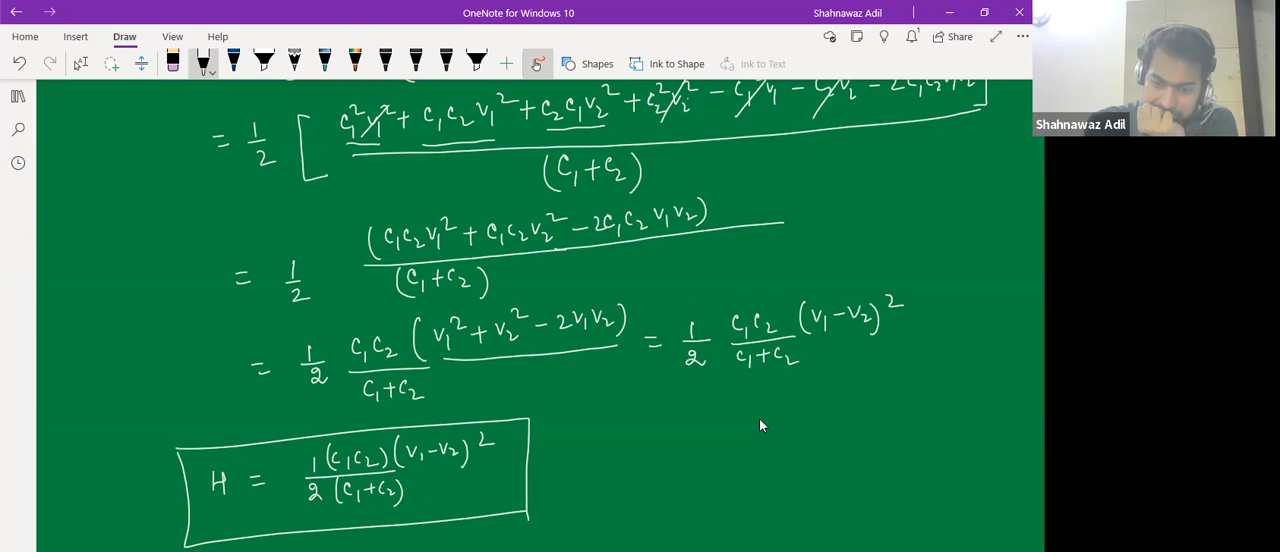 OneNote for Windows 10 Shahnawaz Adil
Home Insert Draw View Help Share
Shapes Ink to Shape Ink to Text
= 1/2 [ C₁²V₁² + C₁C₂V₁² + C₂C₁V₂² + C₂²V₂² −
(C₁+C₂)
Shahnawaz Adil
= 1/2 (C₁C₂V₁² + C₁C₂V₂² − 2C₁C₂V₁V₂)/(C₁+C₂)
= 1/2 C₁C₂/(C₁+C₂) (V₁² + V₂² − 2V₁V₂) = 1/2 C₁C₂/(C₁+C₂) (V₁−V₂)²
H = 1(C₁C₂)(V₁−V₂)²/2(C₁+C₂)